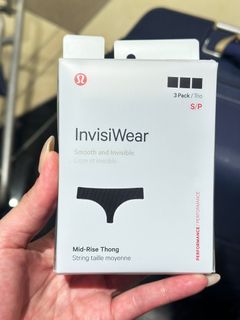 3 Pack / Trio
S/P
InvisiWear
Smooth and Invisible
Lisse et invisible
Mid-Rise Thong
String taille moyenne
PERFORMANCE / PERFORMANCE